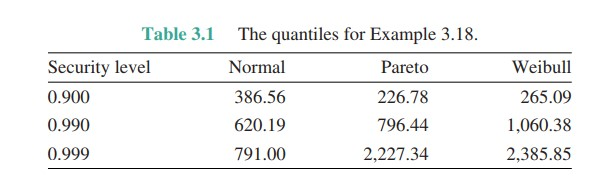 Table 3.1 The quantiles for Example 3.18.
Security level Normal Pareto Weibull
0.900 386.56 226.78 265.09
0.990 620.19 796.44 1,060.38
0.999 791.00 2,227.34 2,385.85